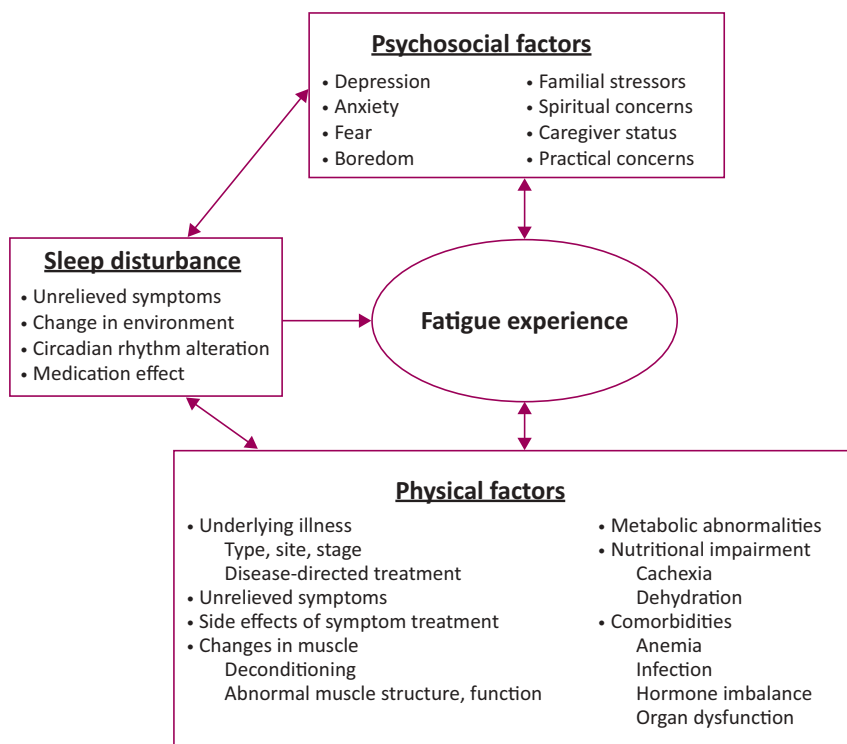 Psychosocial factors
• Depression
• Anxiety
• Fear
• Boredom
• Familial stressors
• Spiritual concerns
• Caregiver status
• Practical concerns
Sleep disturbance
• Unrelieved symptoms
• Change in environment
• Circadian rhythm alteration
• Medication effect
Fatigue experience
Physical factors
• Underlying illness
Type, site, stage
Disease-directed treatment
• Unrelieved symptoms
• Side effects of symptom treatment
• Changes in muscle
Deconditioning
Abnormal muscle structure, function
• Metabolic abnormalities
• Nutritional impairment
Cachexia
Dehydration
• Comorbidities
Anemia
Infection
Hormone imbalance
Organ dysfunction